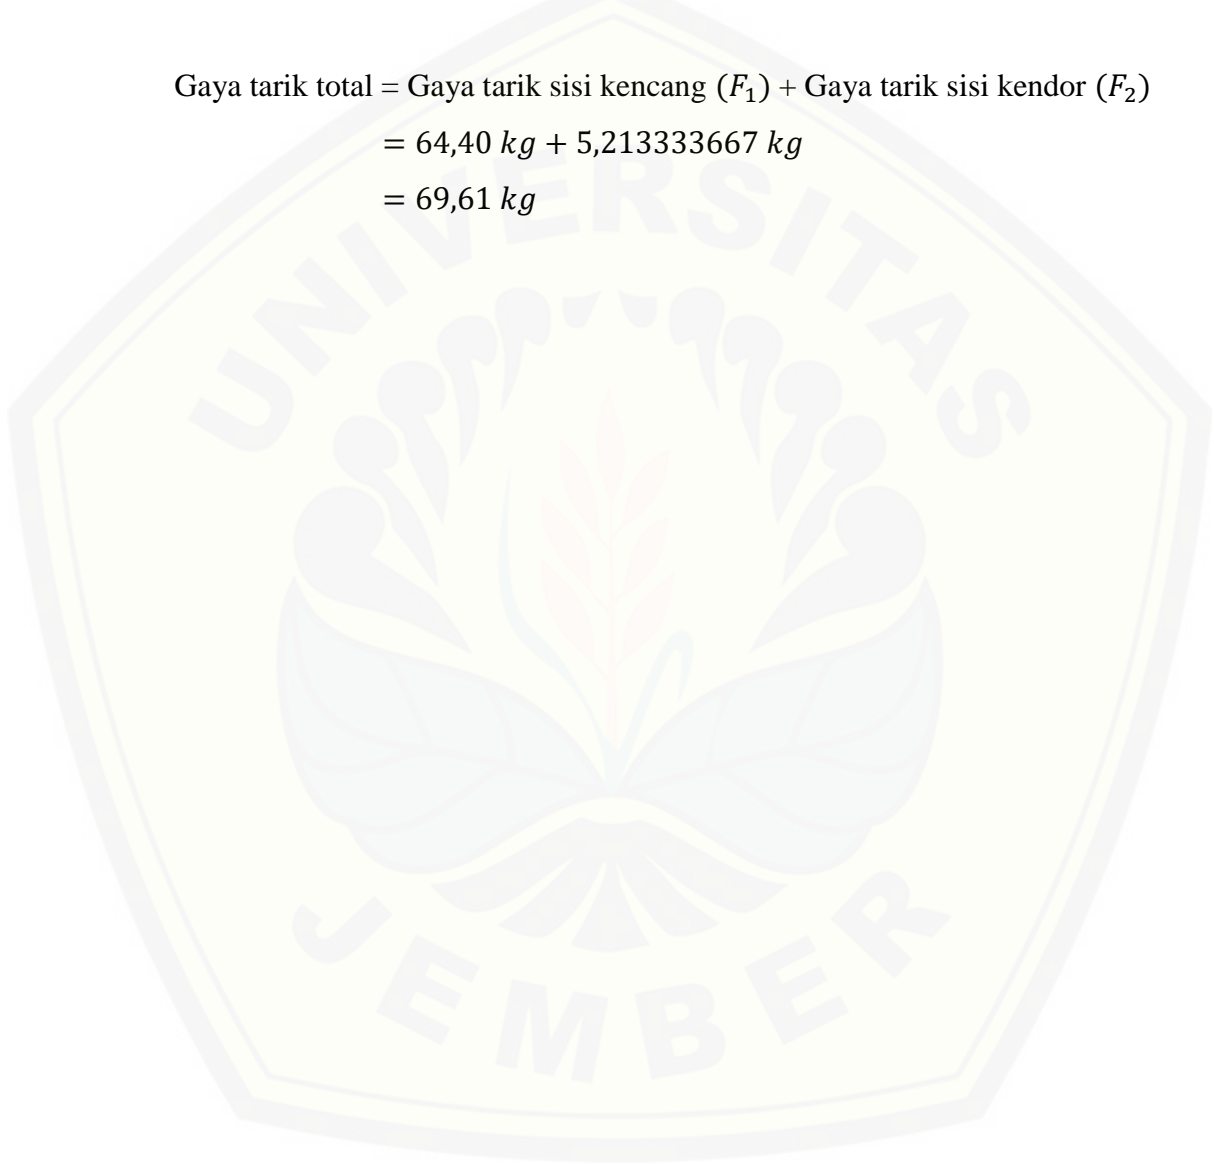 Gaya tarik total = Gaya tarik sisi kencang (𝐹₁) + Gaya tarik sisi kendor (𝐹₂)
= 64,40 𝑘𝑔 + 5,213333667 𝑘𝑔
= 69,61 𝑘𝑔
UNIVERSITAS
JEMBER